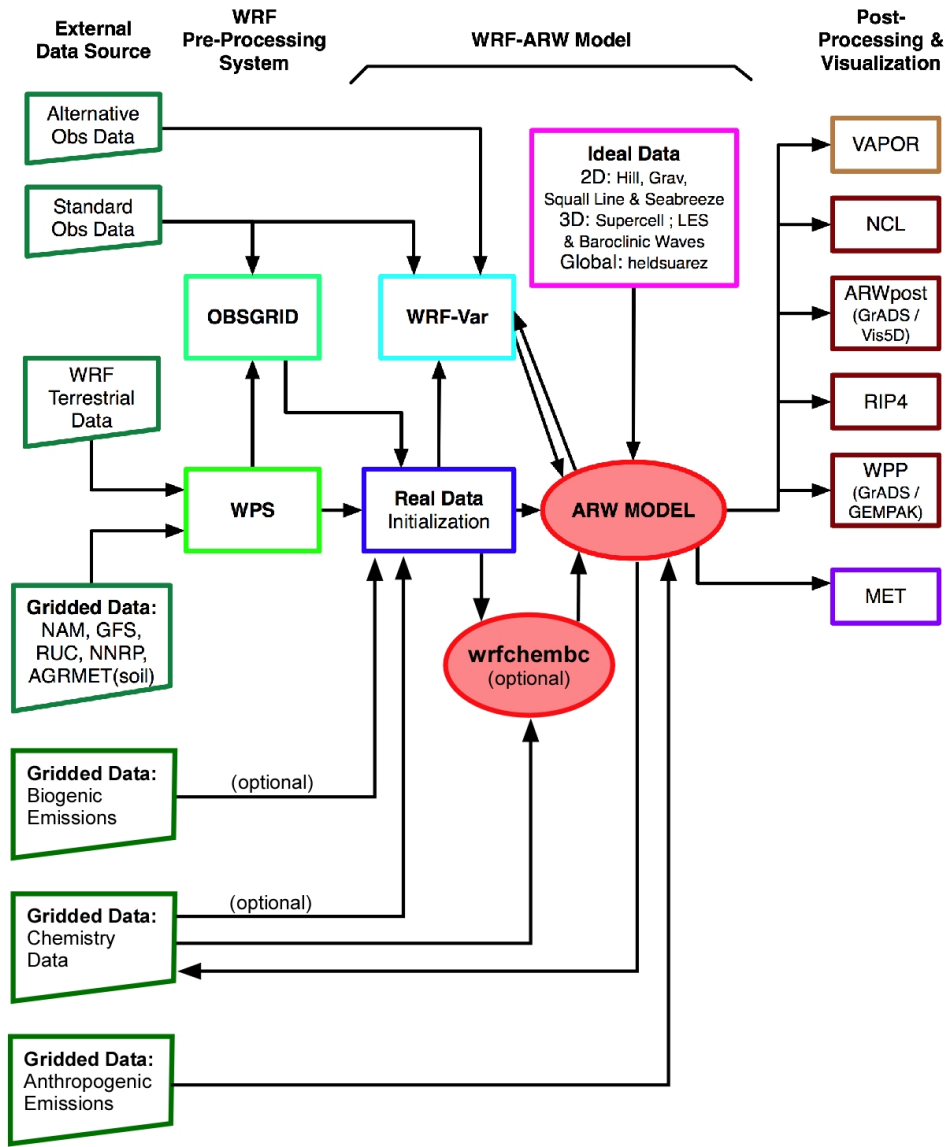 External
Data Source
WRF
Pre-Processing
System
WRF-ARW Model
Post-
Processing &
Visualization
Alternative
Obs Data
Standard
Obs Data
WRF
Terrestrial
Data
Gridded Data:
NAM, GFS,
RUC, NNRP,
AGRMET(soil)
Gridded Data:
Biogenic
Emissions
(optional)
Gridded Data:
Chemistry
Data
(optional)
Gridded Data:
Anthropogenic
Emissions
OBSGRID
WPS
WRF-Var
Real Data
Initialization
Ideal Data
2D: Hill, Grav,
Squall Line & Seabreeze
3D: Supercell ; LES
& Baroclinic Waves
Global: heldsuarez
ARW MODEL
wrfchembc
(optional)
VAPOR
NCL
ARWpost
(GrADS /
Vis5D)
RIP4
WPP
(GrADS /
GEMPAK)
MET